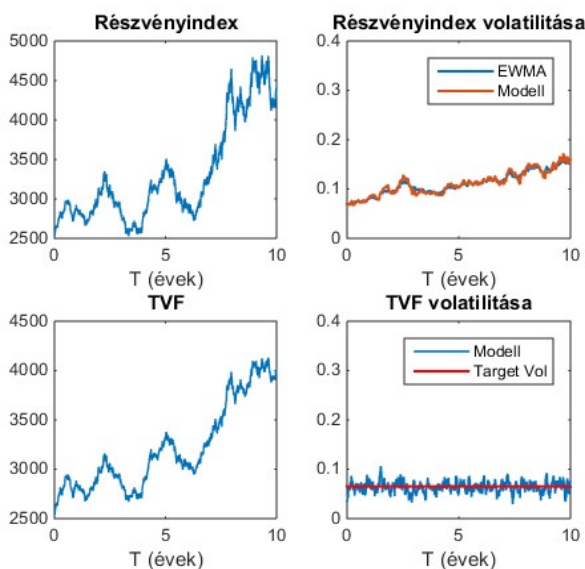 Részvényindex
5000
4500
4000
3500
3000
2500
0
5
10
T (évek)
Részvényindex volatilitása
0.4
0.3
0.2
0.1
0
EWMA
Modell
0
5
10
T (évek)
TVF
4500
4000
3500
3000
2500
0
5
10
T (évek)
TVF volatilitása
0.4
0.3
0.2
0.1
0
Modell
Target Vol
0
5
10
T (évek)